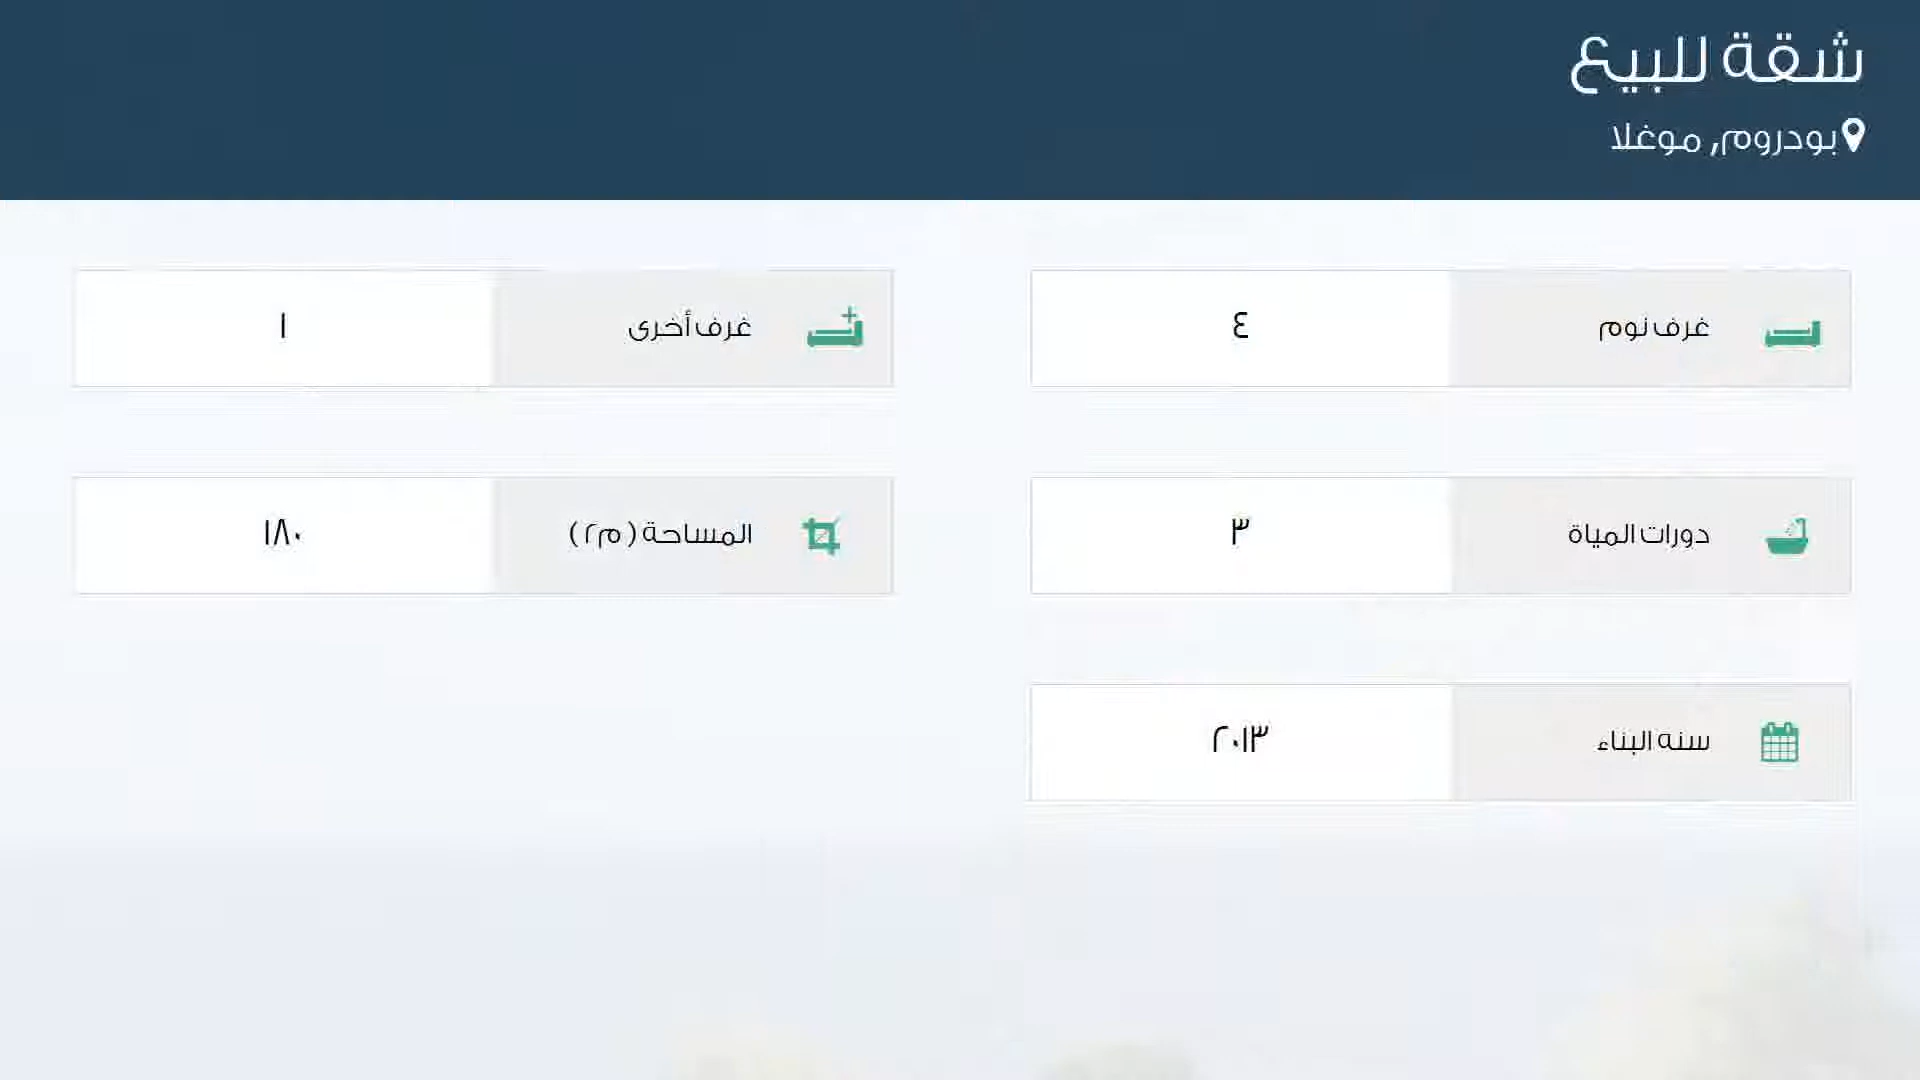 شقة للبيع
بودروم, موغلا
غرف نوم
٤
غرف أخرى
١
دورات المياة
٣
المساحة (م٢)
١٨٠
سنه البناء
٢٠١٣